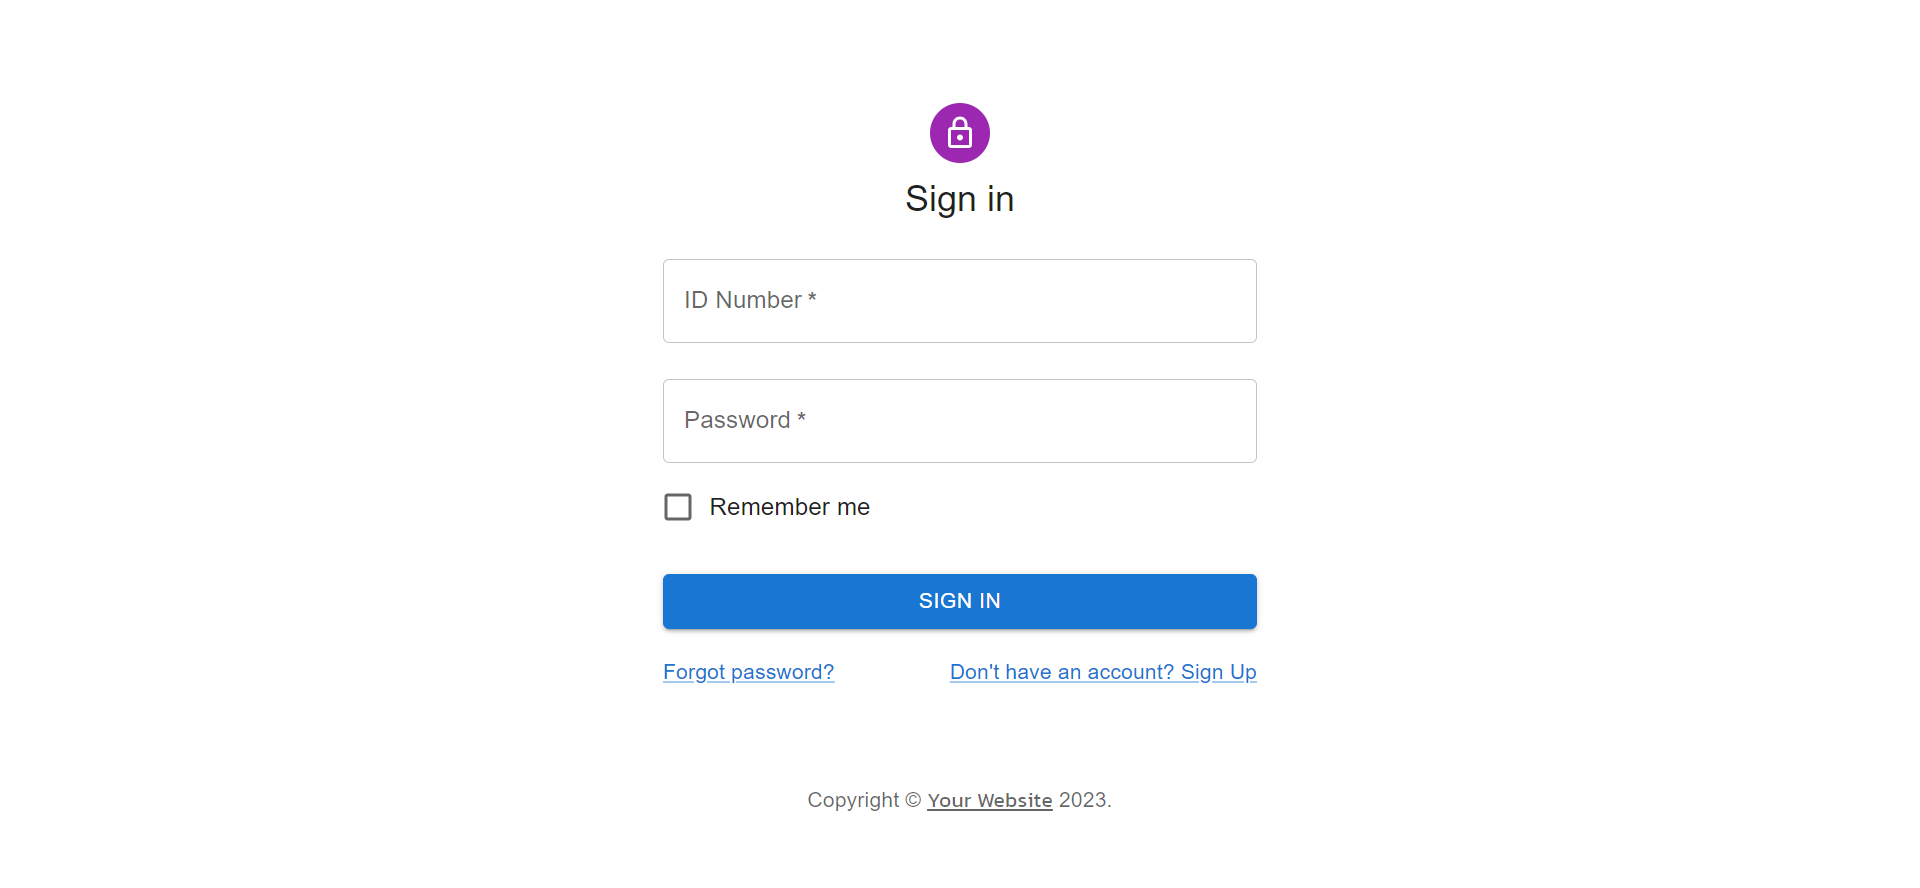 Sign in
ID Number *
Password *
Remember me
SIGN IN
Forgot password? Don't have an account? Sign Up
Copyright © Your Website 2023.